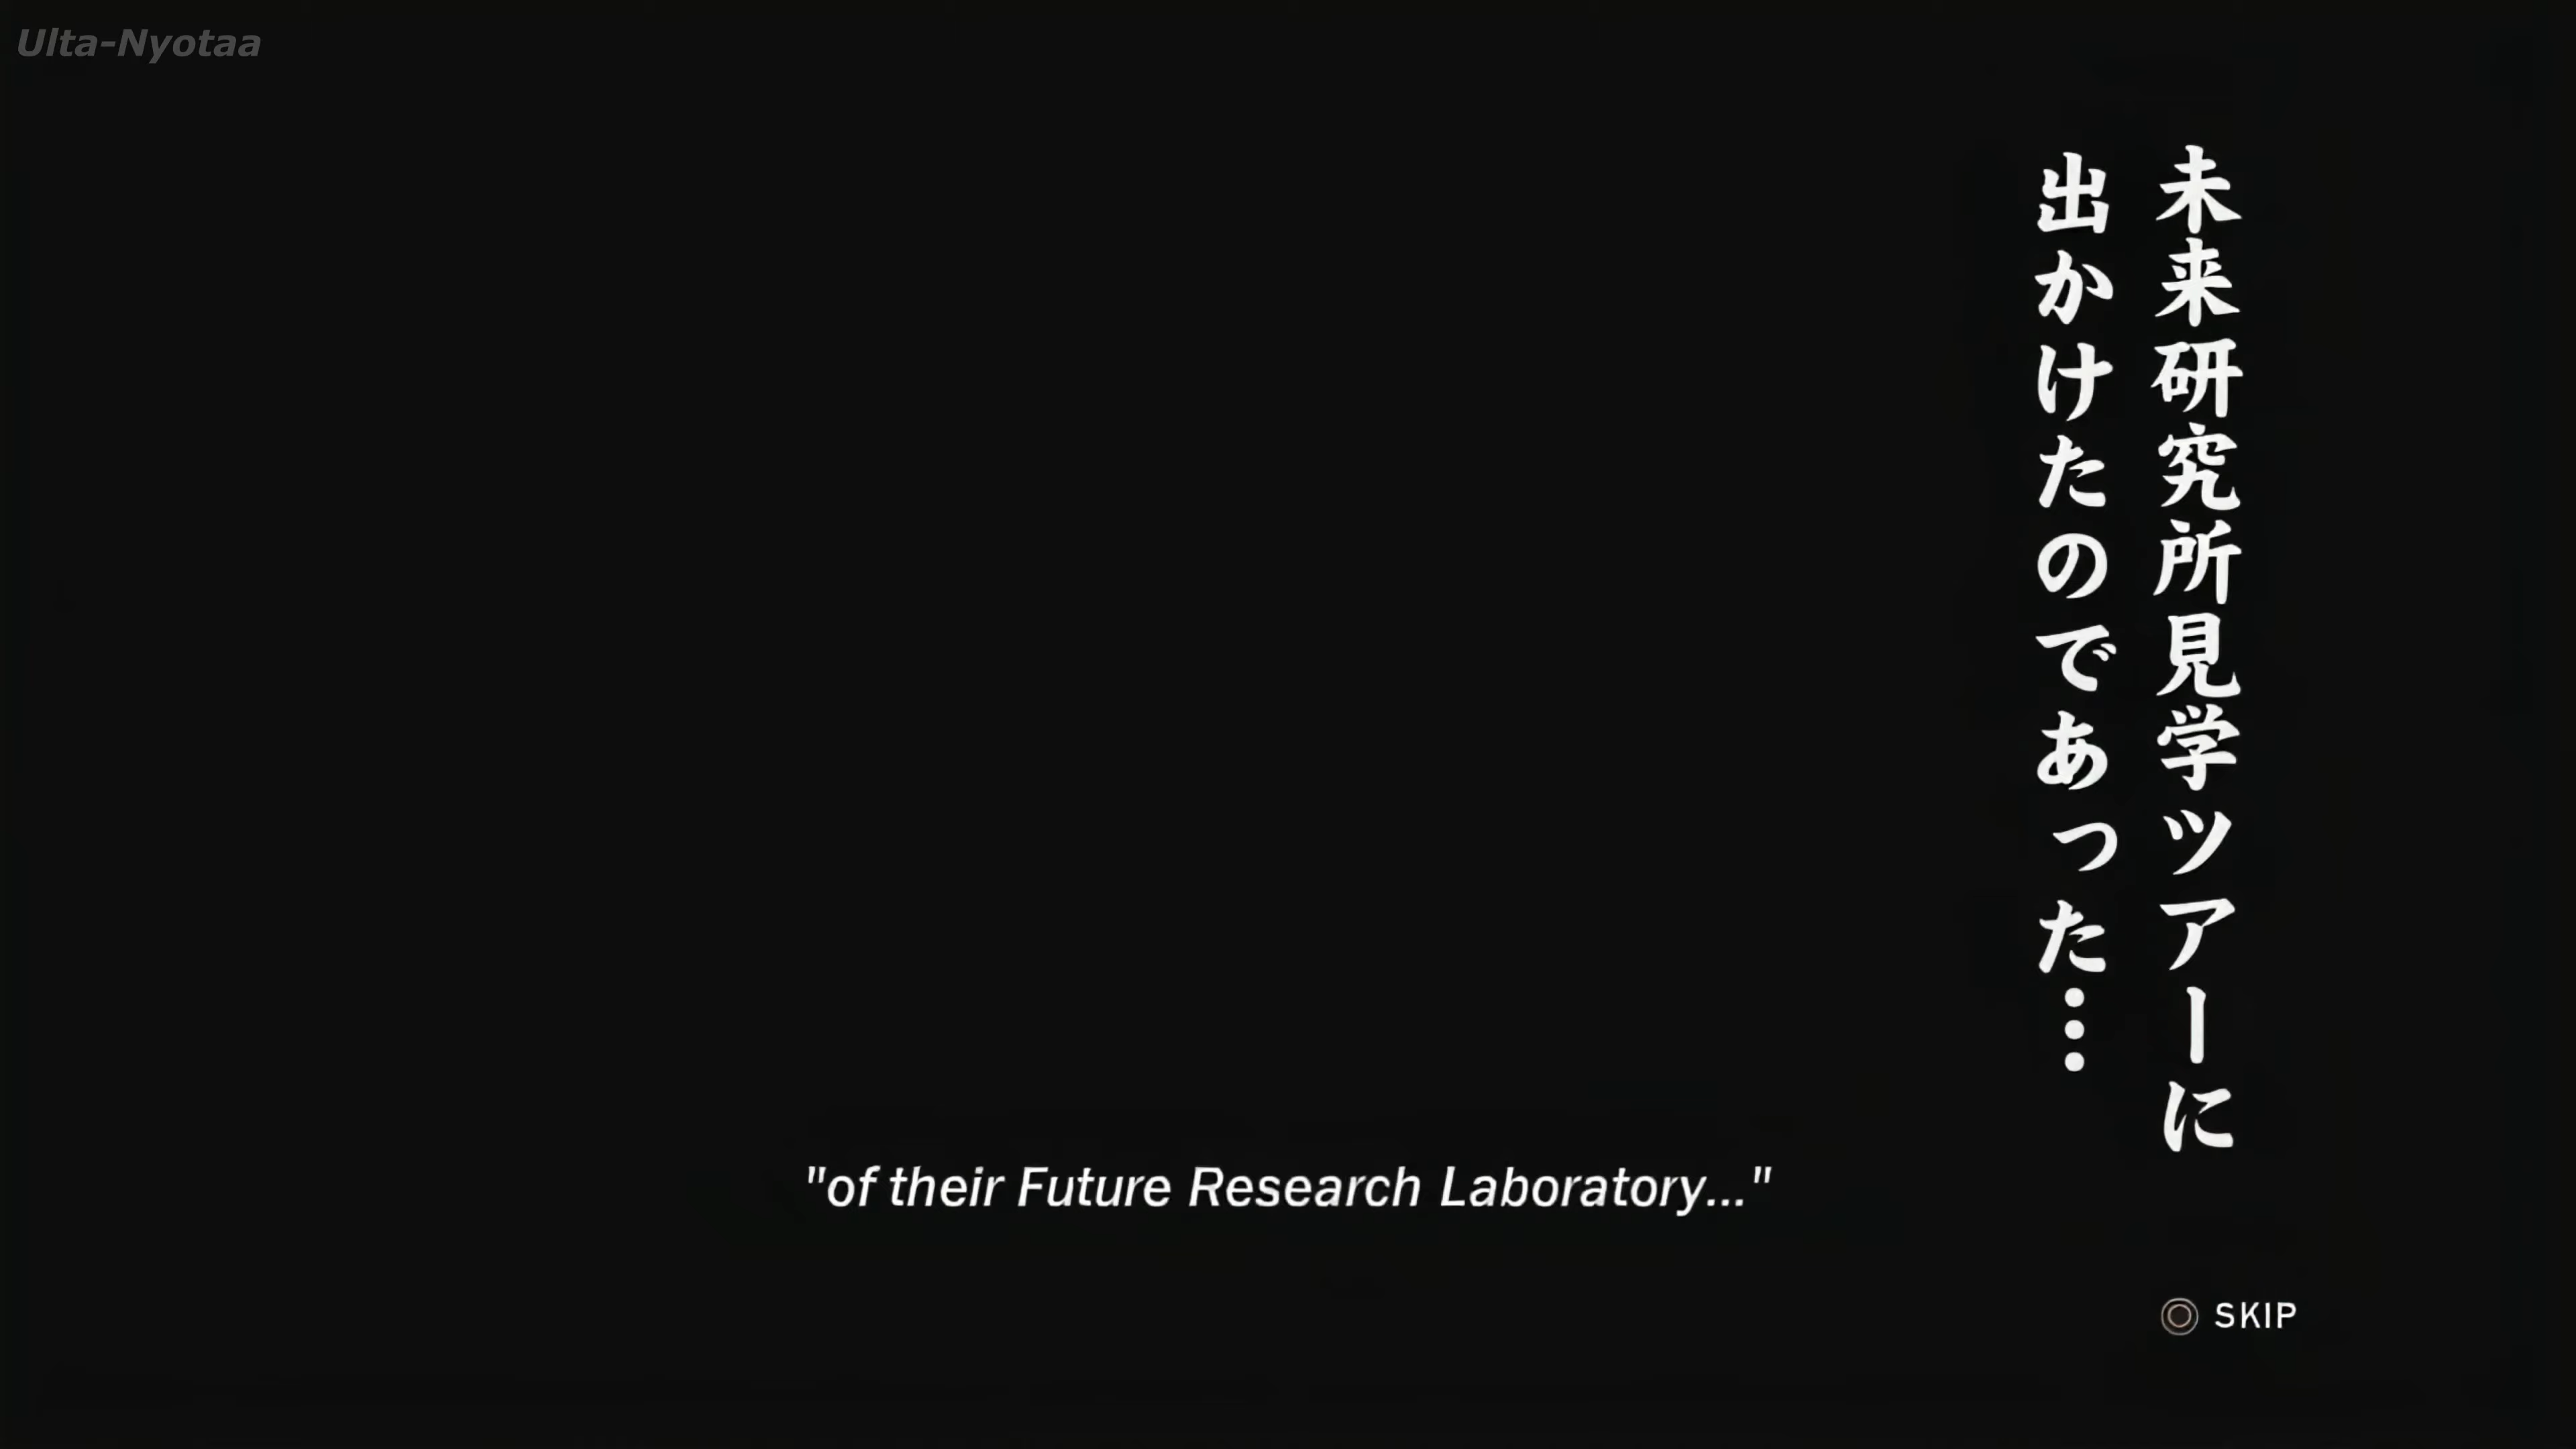 Ulta-Nyotaa
未来研究所見学ツアーに
出かけたのであった…
"of their Future Research Laboratory..."
SKIP